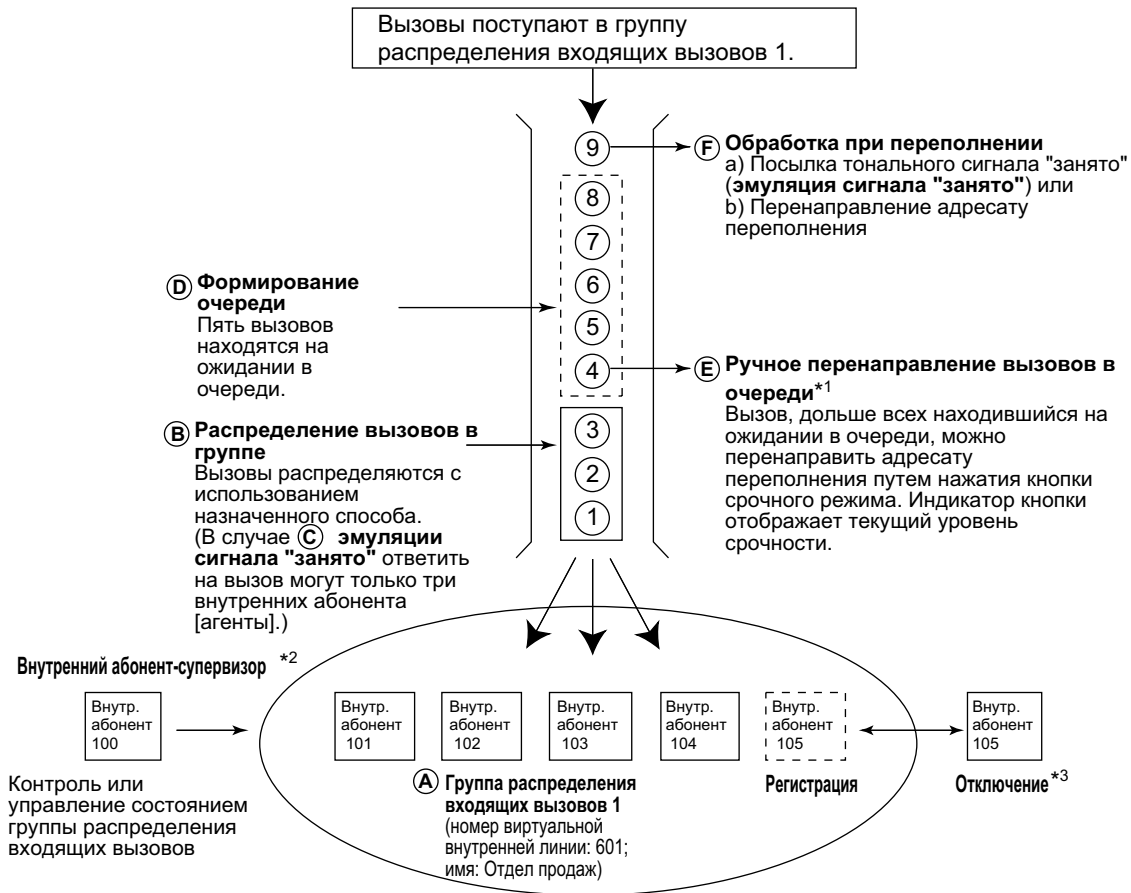 Вызовы поступают в группу
распределения входящих вызовов 1.
9
F Обработка при переполнении
a) Посылка тонального сигнала "занято"
(эмуляция сигнала "занято") или
b) Перенаправление адресату
переполнения
8
7
6
5
4
D Формирование
очереди
Пять вызовов
находятся на
ожидании в
очереди.
E Ручное перенаправление вызовов в
очереди*1
Вызов, дольше всех находившийся на
ожидании в очереди, можно
перенаправить адресату
переполнения путем нажатия кнопки
срочного режима. Индикатор кнопки
отображает текущий уровень
срочности.
B Распределение вызовов в
группе
Вызовы распределяются с
использованием
назначенного способа.
(В случае C эмуляции
сигнала "занято" ответить
на вызов могут только три
внутренних абонента
[агенты].)
3
2
1
Внутренний абонент-супервизор *2
Внутр.
абонент
100
Контроль или
управление состоянием
группы распределения
входящих вызовов
Внутр.
абонент
101
Внутр.
абонент
102
Внутр.
абонент
103
Внутр.
абонент
104
Внутр.
абонент
105
Регистрация
Внутр.
абонент
105
Отключение*3
A Группа распределения
входящих вызовов 1
(номер виртуальной
внутренней линии: 601;
имя: Отдел продаж)